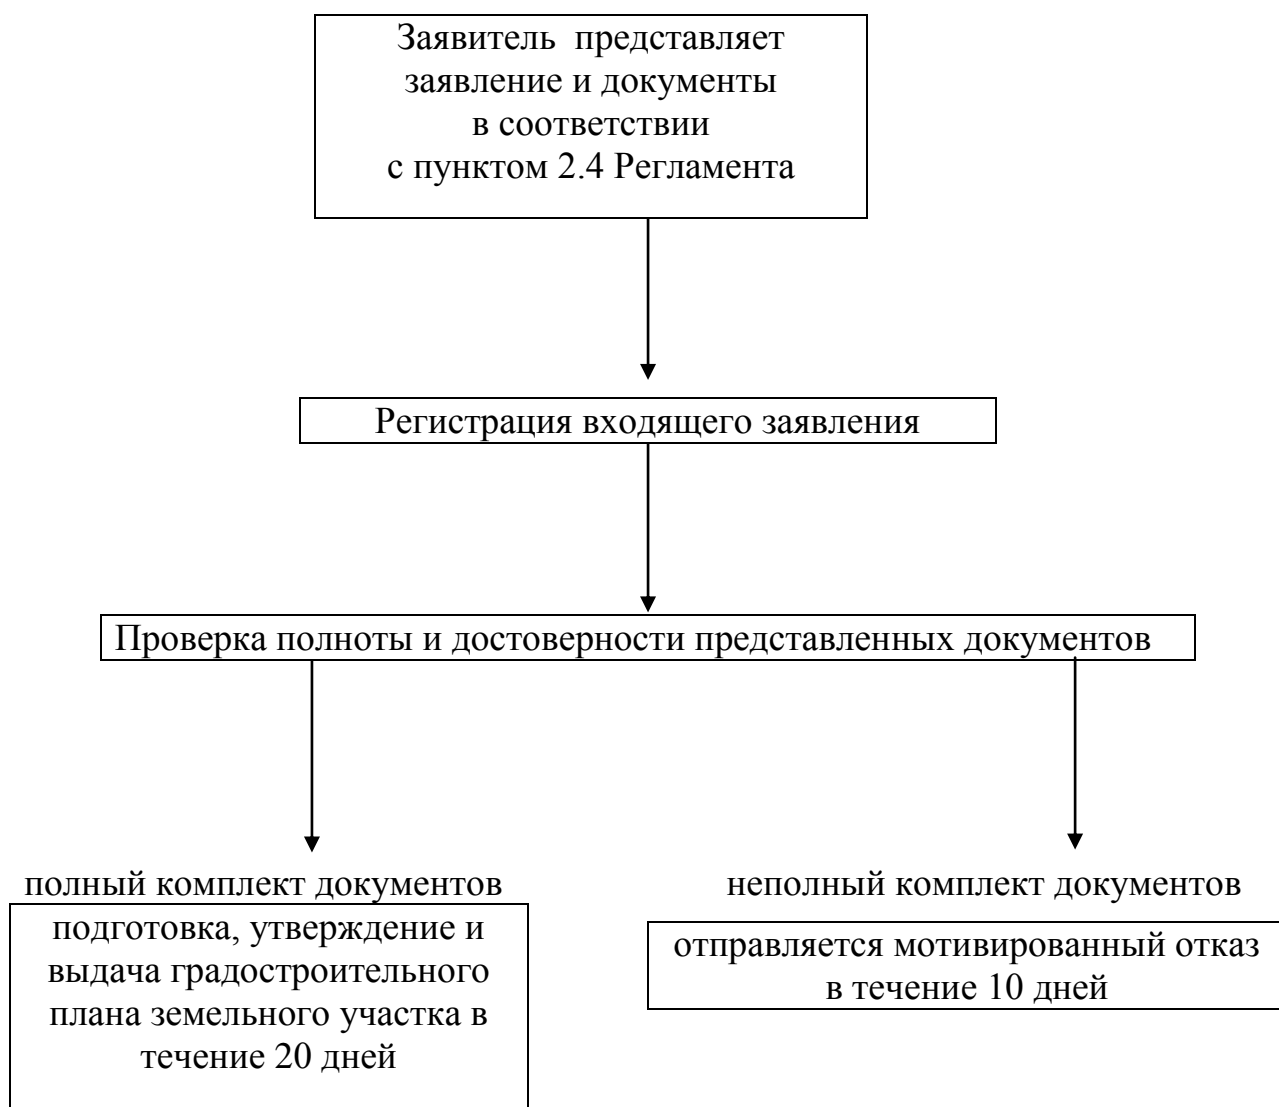 Заявитель  представляет
заявление и документы
в соответствии
с пунктом 2.4 Регламента
Регистрация входящего заявления
Проверка полноты и достоверности представленных документов
полный комплект документов
подготовка, утверждение и
выдача градостроительного
плана земельного участка в
течение 20 дней
неполный комплект документов
отправляется мотивированный отказ
в течение 10 дней